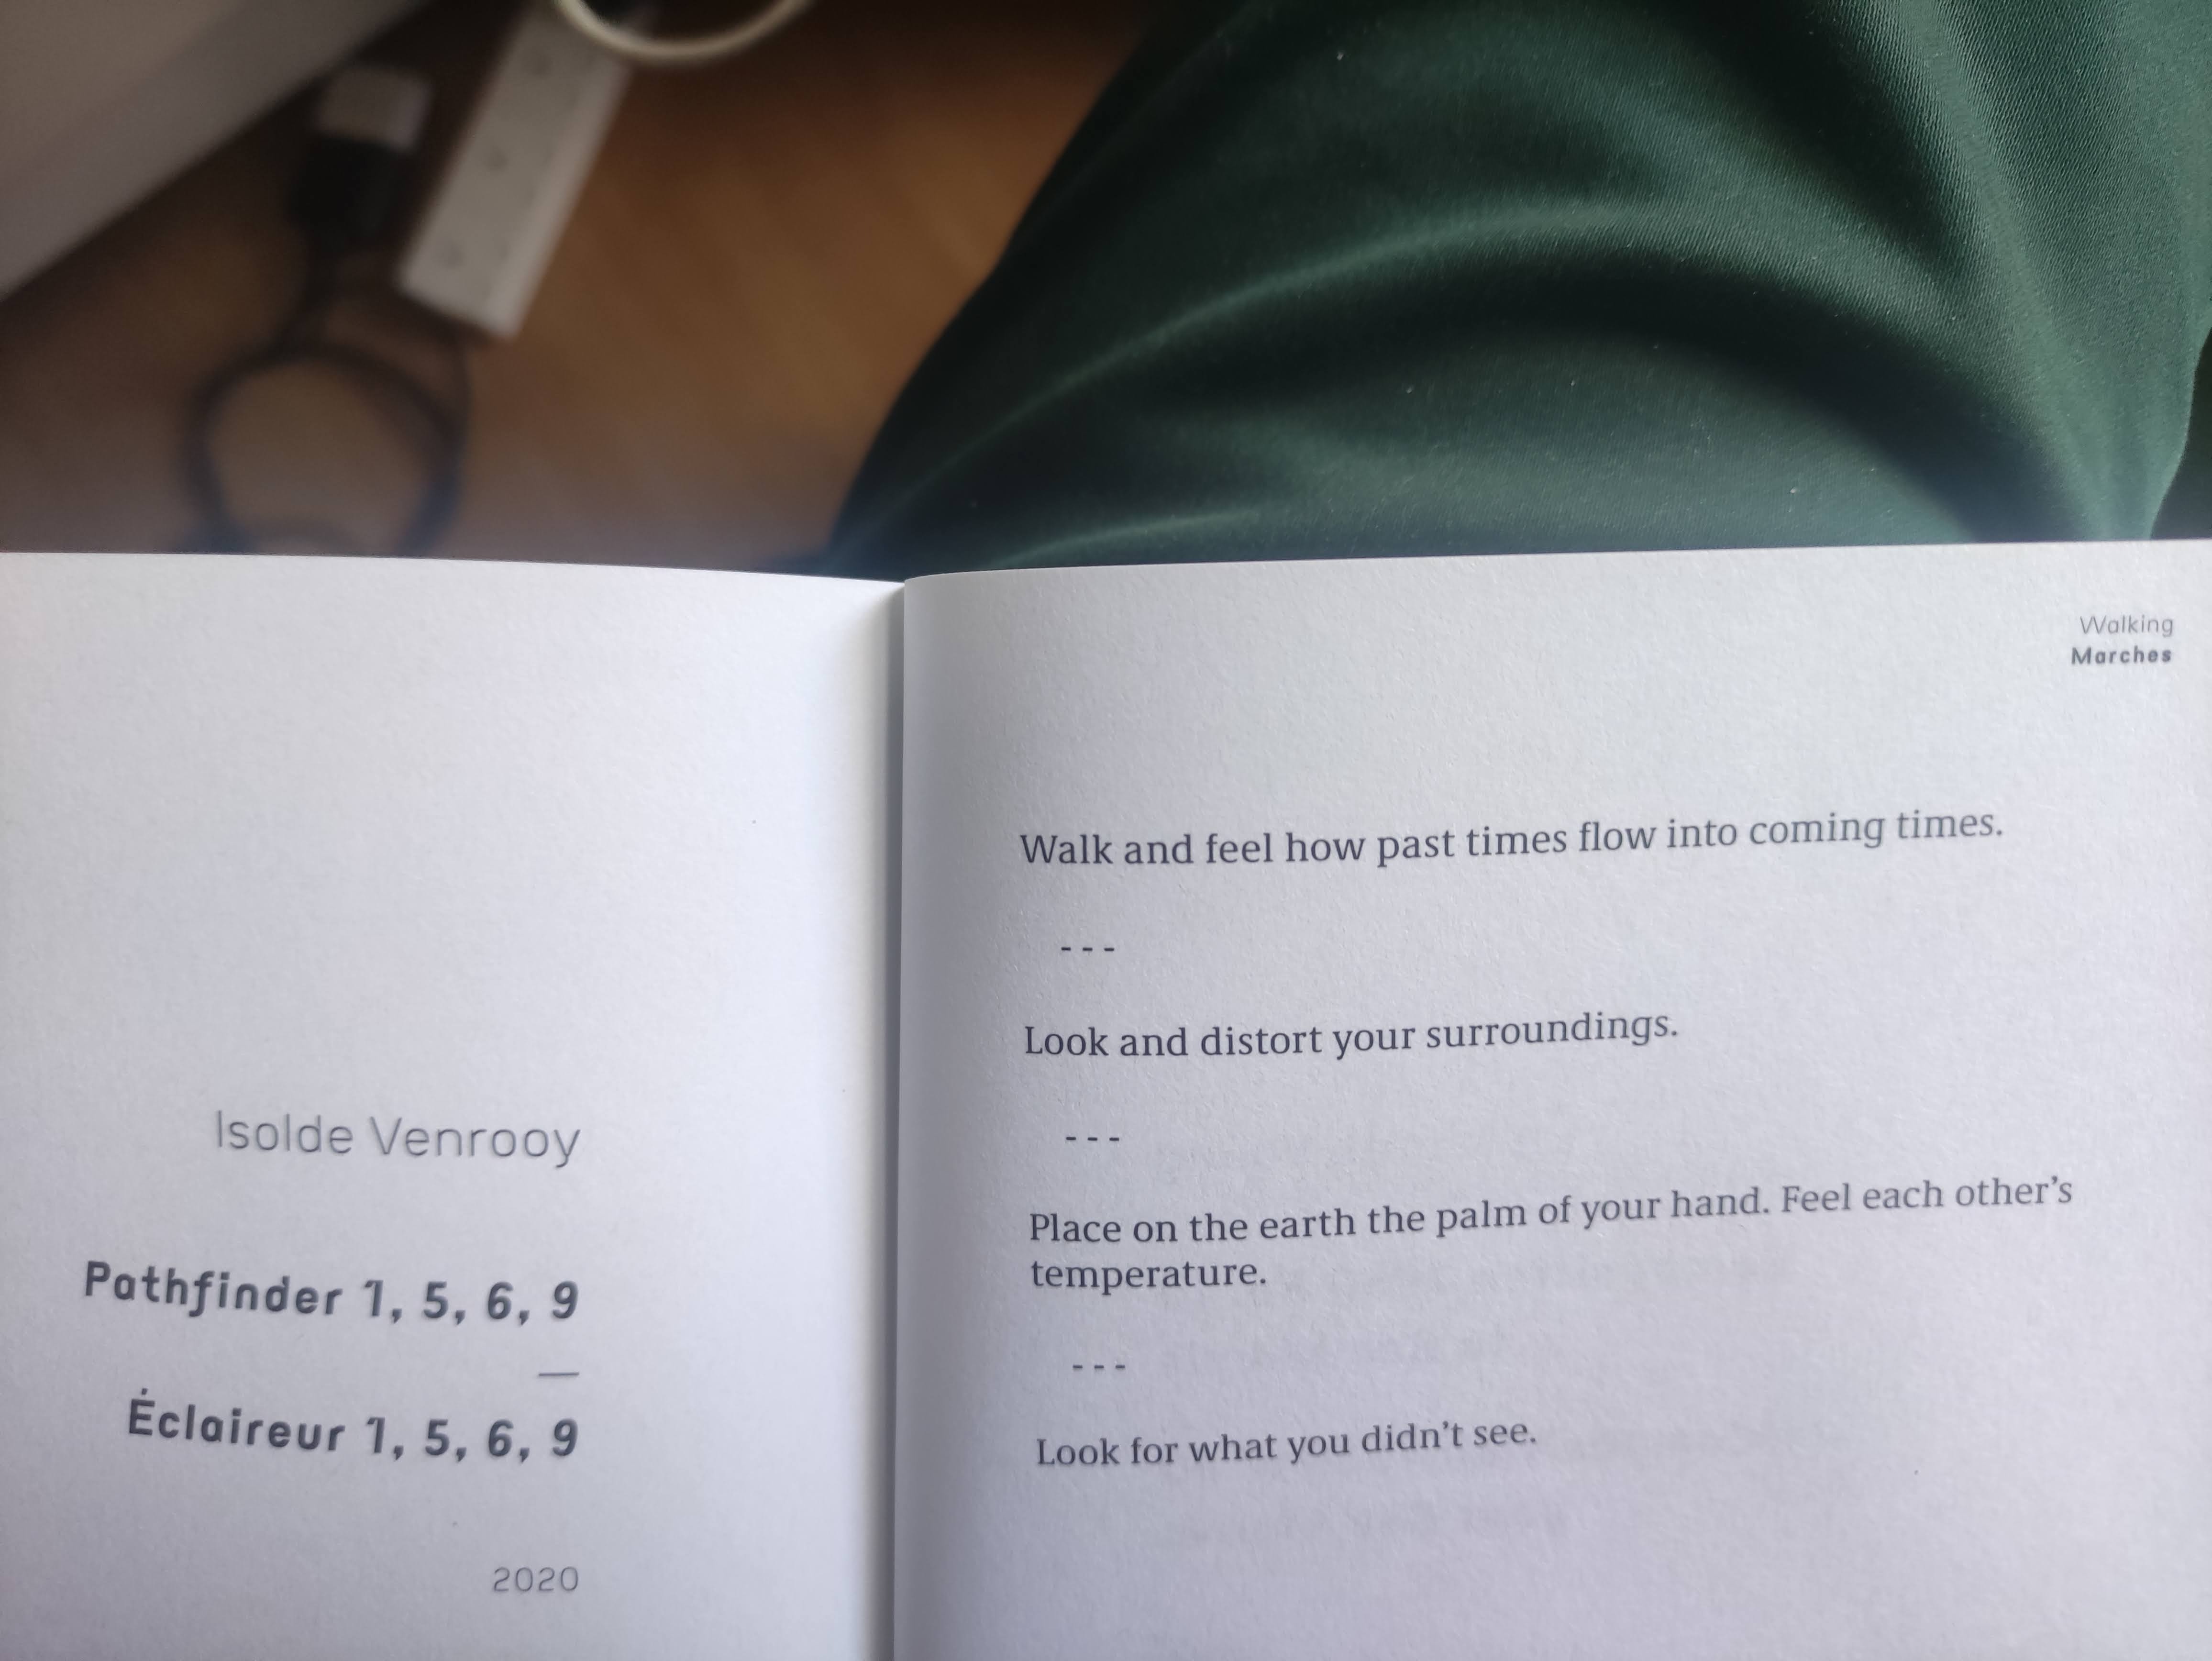 Isolde Venrooy
Pathfinder 1, 5, 6, 9
—
Éclaireur 1, 5, 6, 9
2020
Walking
Marches
Walk and feel how past times flow into coming times.
---
Look and distort your surroundings.
---
Place on the earth the palm of your hand. Feel each other’s
temperature.
---
Look for what you didn’t see.